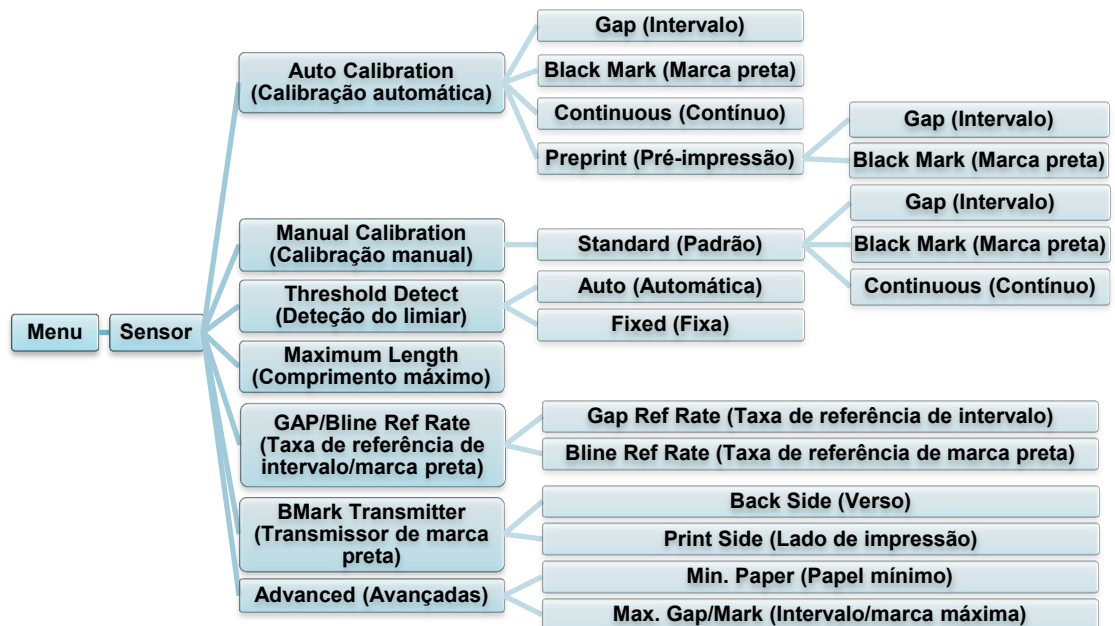 Menu
Sensor
Auto Calibration
(Calibração automática)
Gap (Intervalo)
Black Mark (Marca preta)
Continuous (Contínuo)
Preprint (Pré-impressão)
Gap (Intervalo)
Black Mark (Marca preta)
Manual Calibration
(Calibração manual)
Standard (Padrão)
Gap (Intervalo)
Black Mark (Marca preta)
Continuous (Contínuo)
Threshold Detect
(Deteção do limiar)
Auto (Automática)
Fixed (Fixa)
Maximum Length
(Comprimento máximo)
GAP/Bline Ref Rate
(Taxa de referência de
intervalo/marca preta)
Gap Ref Rate (Taxa de referência de intervalo)
Bline Ref Rate (Taxa de referência de marca preta)
BMark Transmitter
(Transmissor de marca
preta)
Back Side (Verso)
Print Side (Lado de impressão)
Advanced (Avançadas)
Min. Paper (Papel mínimo)
Max. Gap/Mark (Intervalo/marca máxima)